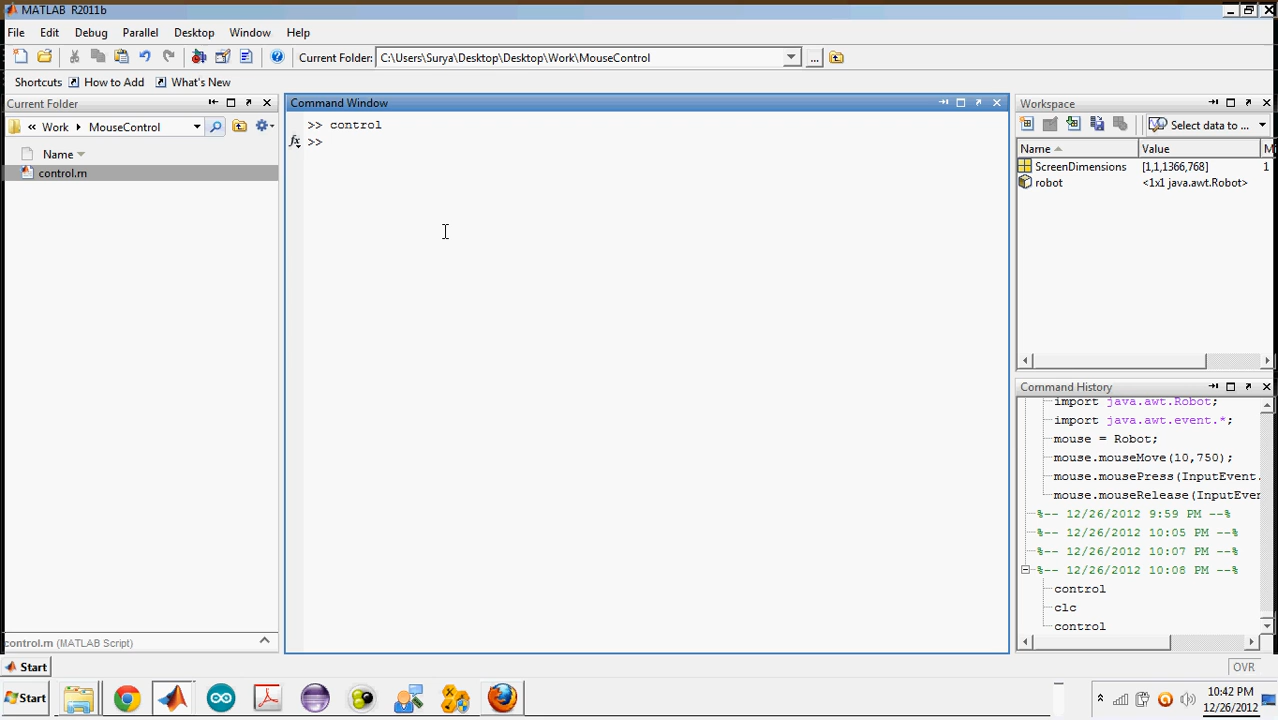 MATLAB R2011b
File Edit Debug Parallel Desktop Window Help
Current Folder: C:\Users\Surya\Desktop\Desktop\Work\MouseControl ...
Shortcuts How to Add What's New
Current Folder
« Work MouseControl
Name
control.m
control.m (MATLAB Script)
Command Window
>> control
fx >>
Workspace
Select data to ...
Name Value Mi
ScreenDimensions [1,1,1366,768] 1
robot <1x1 java.awt.Robot>
Command History
import java.awt.Robot;
import java.awt.event.*;
mouse = Robot;
mouse.mouseMove(10,750);
mouse.mousePress(InputEvent.
mouse.mouseRelease(InputEven
%-- 12/26/2012 9:59 PM --%
%-- 12/26/2012 10:05 PM --%
%-- 12/26/2012 10:07 PM --%
%-- 12/26/2012 10:08 PM --%
control
clc
control
Start
OVR
Start
10:42 PM
12/26/2012